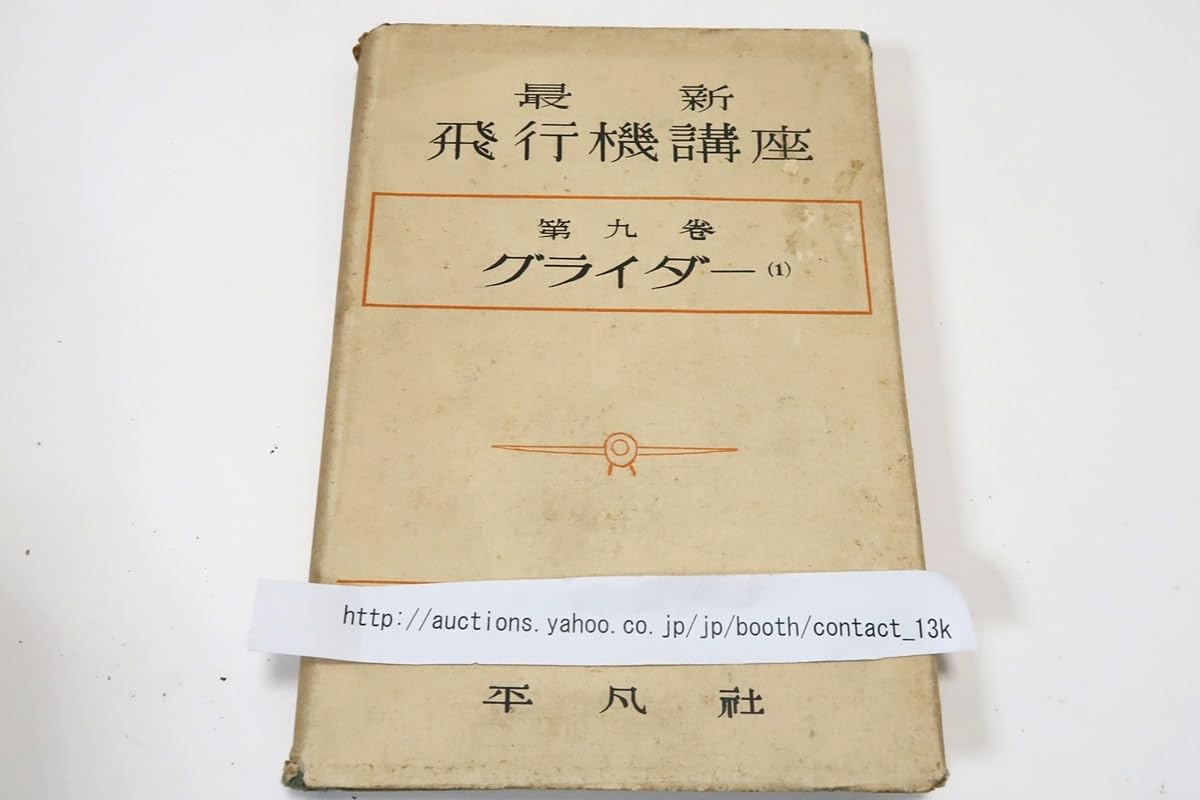 最新
飛行機講座
第九卷
グライダー(1)
http://auctions.yahoo.co.jp/jp/booth/contact_13k
平凡社